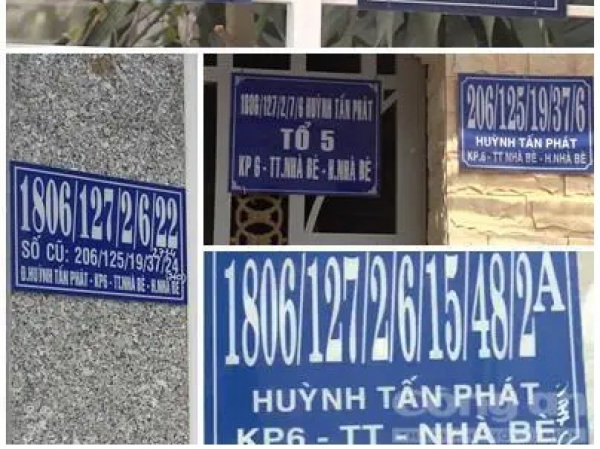 1806/127/2/6/22
SỐ CŨ: 206/125/19/37/24
Đ.HUỲNH TẤN PHÁT - KP6 - TT.NHÀ BÈ - H.NHÀ BÈ
1806/127/2/7/6 HUỲNH TẤN PHÁT
TỔ 5
KP 6 - TT.NHÀ BÈ - H.NHÀ BÈ
206/125/19/37/6
HUỲNH TẤN PHÁT
KP.6 - TT NHÀ BÈ - H.NHÀ BÈ
1806/127/2/6/15/48/2A
HUỲNH TẤN PHÁT
KP6 - TT - NHÀ BÈ